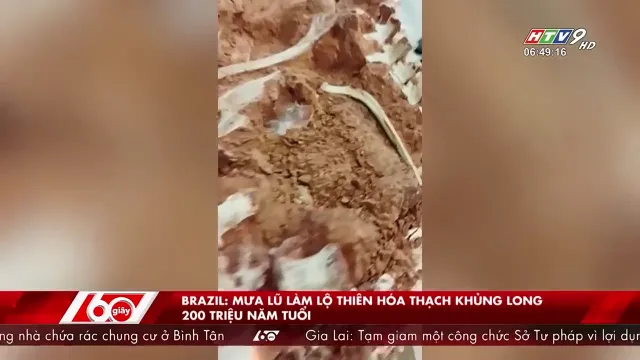 HTV9 HD
06:49:16
60 giây
BRAZIL: MƯA LŨ LÀM LỘ THIÊN HÓA THẠCH KHỦNG LONG
200 TRIỆU NĂM TUỔI
ng nhà chứa rác chung cư ở Bình Tân 60 Gia Lai: Tạm giam một công chức Sở Tư pháp vì lợi dụ